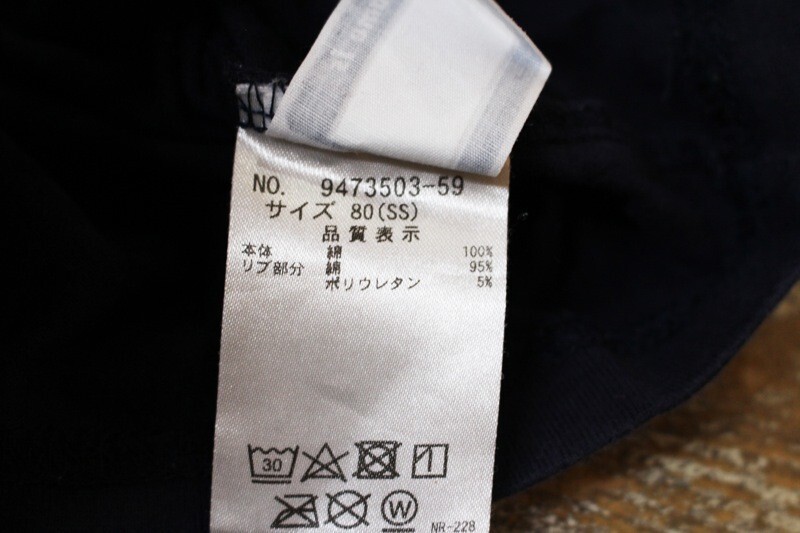 NO. 9473503-59
サイズ 80(SS)
品質表示
本体 綿 100%
リブ部分 綿 95%
ポリウレタン 5%
30
W
NR-228